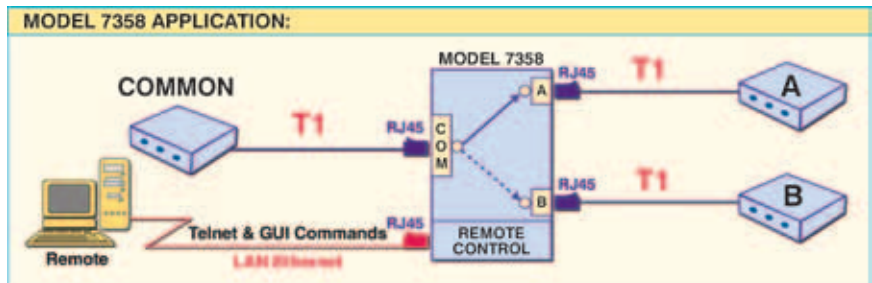 MODEL 7358 APPLICATION:
MODEL 7358
COMMON
T1
RJ45
COM
A
RJ45
T1
A
B
RJ45
T1
B
Remote
Telnet & GUI Commands
LAN Ethernet
RJ45
REMOTE
CONTROL